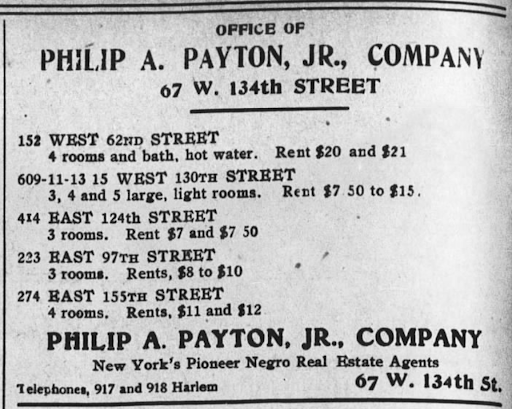 OFFICE OF
PHILIP A. PAYTON, JR., COMPANY
67 W. 134th STREET
152 WEST 62ND STREET
4 rooms and bath, hot water. Rent $20 and $21
609-11-13 15 WEST 130TH STREET
3, 4 and 5 large, light rooms. Rent $7 50 to $15.
414 EAST 124th STREET
3 rooms. Rent $7 and $7 50
223 EAST 97TH STREET
3 rooms. Rents, $8 to $10
274 EAST 155TH STREET
4 rooms. Rents, $11 and $12
PHILIP A. PAYTON, JR., COMPANY
New York's Pioneer Negro Real Estate Agents
Telephones, 917 and 918 Harlem 67 W. 134th St.